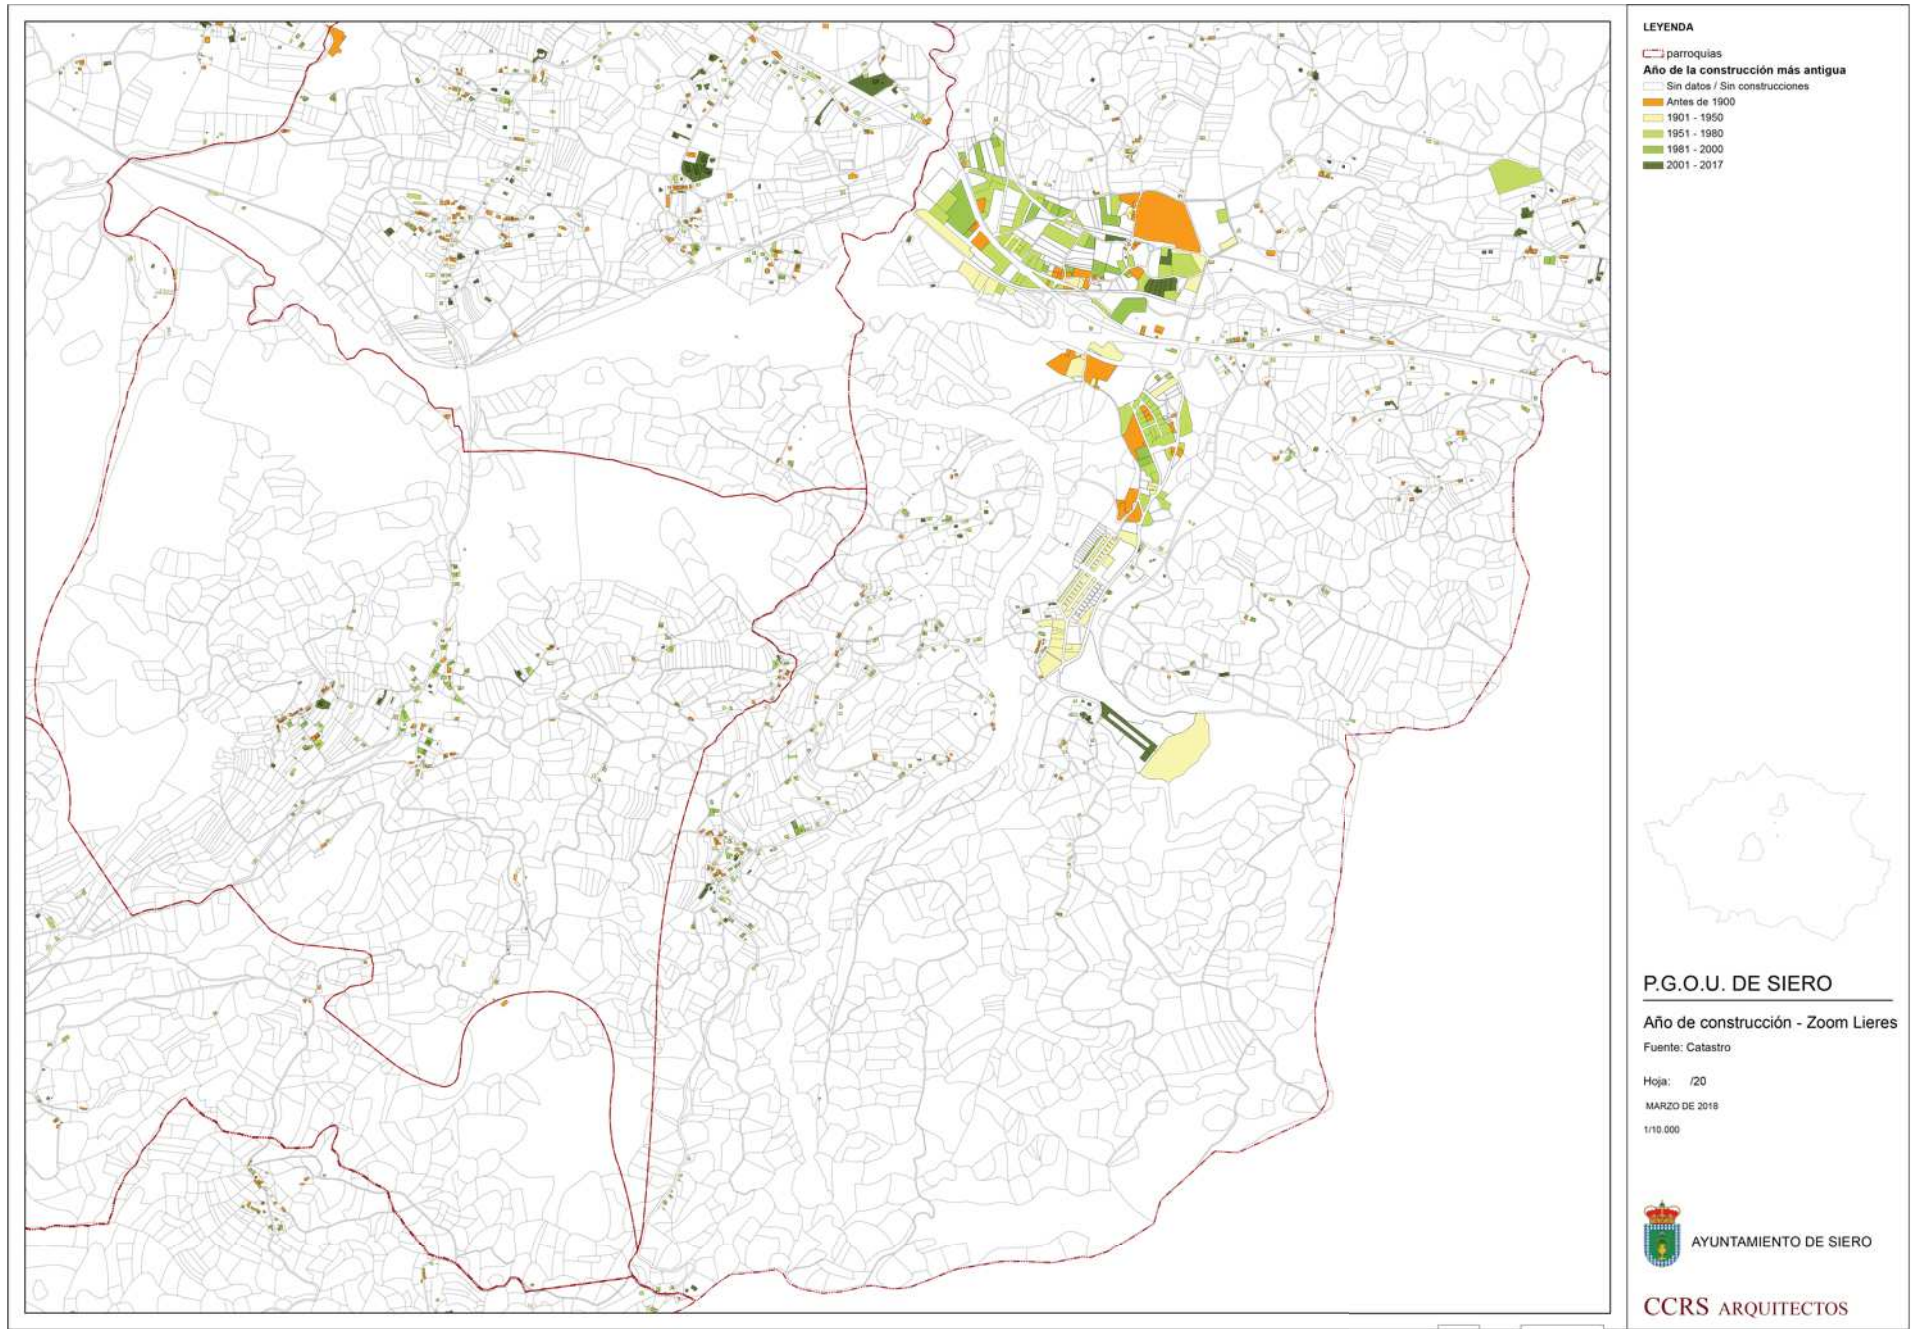 LEYENDA
parroquias
Año de la construcción más antigua
Sin datos / Sin construcciones
Antes de 1900
1901 - 1950
1951 - 1980
1981 - 2000
2001 - 2017
P.G.O.U. DE SIERO
Año de construcción - Zoom Lieres
Fuente: Catastro
Hoja: /20
MARZO DE 2018
1/10.000
AYUNTAMIENTO DE SIERO
CCRS ARQUITECTOS